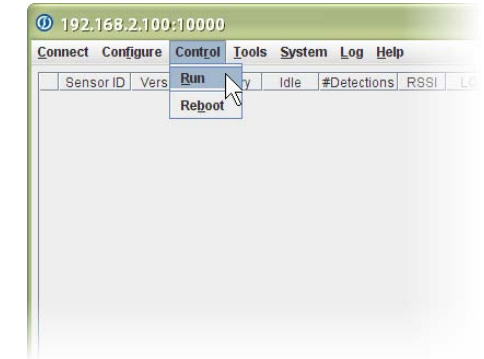 192.168.2.100:10000
Connect Configure Control Tools System Log Help
Sensor ID Vers Run y Idle #Detections RSSI
Reboot